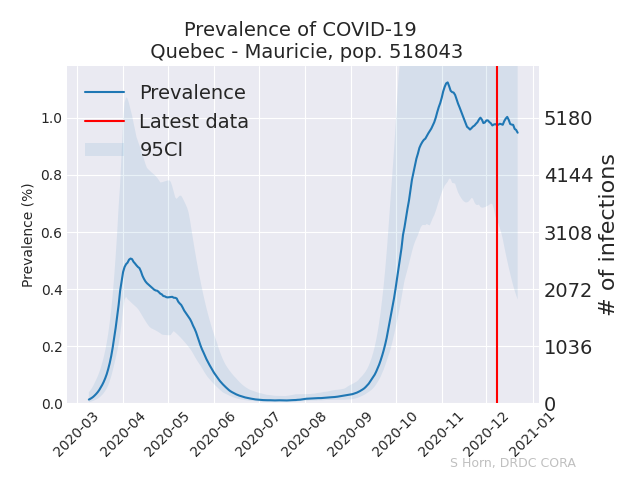 Prevalence of COVID-19
Quebec - Mauricie, pop. 518043
Prevalence
Latest data
95CI
Prevalence (%)
1.0
0.8
0.6
0.4
0.2
0.0
5180
4144
3108
2072
1036
0
# of infections
2020-03
2020-04
2020-05
2020-06
2020-07
2020-08
2020-09
2020-10
2020-11
2020-12
2021-01
S Horn, DRDC CORA